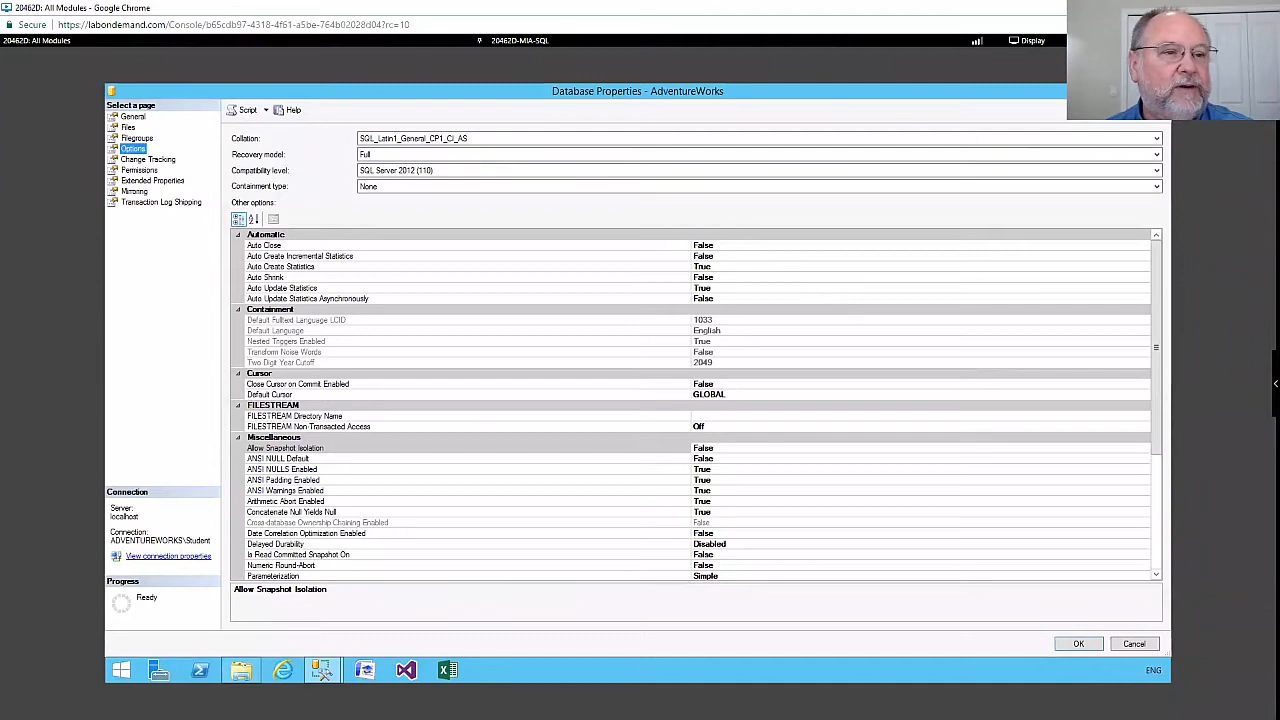 20462D: All Modules - Google Chrome
Secure https://labondemand.com/Console/b65cdb97-4318-4f61-a5be-764b02028d04?rc=10
20462D: All Modules 20462D-MIA-SQL Display
Database Properties - AdventureWorks
Select a page
General
Files
Filegroups
Options
Change Tracking
Permissions
Extended Properties
Mirroring
Transaction Log Shipping
Script Help
Collation: SQL_Latin1_General_CP1_CI_AS
Recovery model: Full
Compatibility level: SQL Server 2012 (110)
Containment type: None
Other options:
Automatic
Auto Close False
Auto Create Incremental Statistics False
Auto Create Statistics True
Auto Shrink False
Auto Update Statistics True
Auto Update Statistics Asynchronously False
Containment
Default Fulltext Language LCID 1033
Default Language English
Nested Triggers Enabled True
Transform Noise Words False
Two Digit Year Cutoff 2049
Cursor
Close Cursor on Commit Enabled False
Default Cursor GLOBAL
FILESTREAM
FILESTREAM Directory Name
FILESTREAM Non-Transacted Access Off
Miscellaneous
Allow Snapshot Isolation False
ANSI NULL Default False
ANSI NULLS Enabled True
ANSI Padding Enabled True
ANSI Warnings Enabled True
Arithmetic Abort Enabled True
Concatenate Null Yields Null True
Cross-database Ownership Chaining Enabled False
Date Correlation Optimization Enabled False
Delayed Durability Disabled
Is Read Committed Snapshot On False
Numeric Round-Abort False
Parameterization Simple
Allow Snapshot Isolation
Connection
Server:
localhost
Connection:
ADVENTUREWORKS\Student
View connection properties
Progress
Ready
OK Cancel
ENG